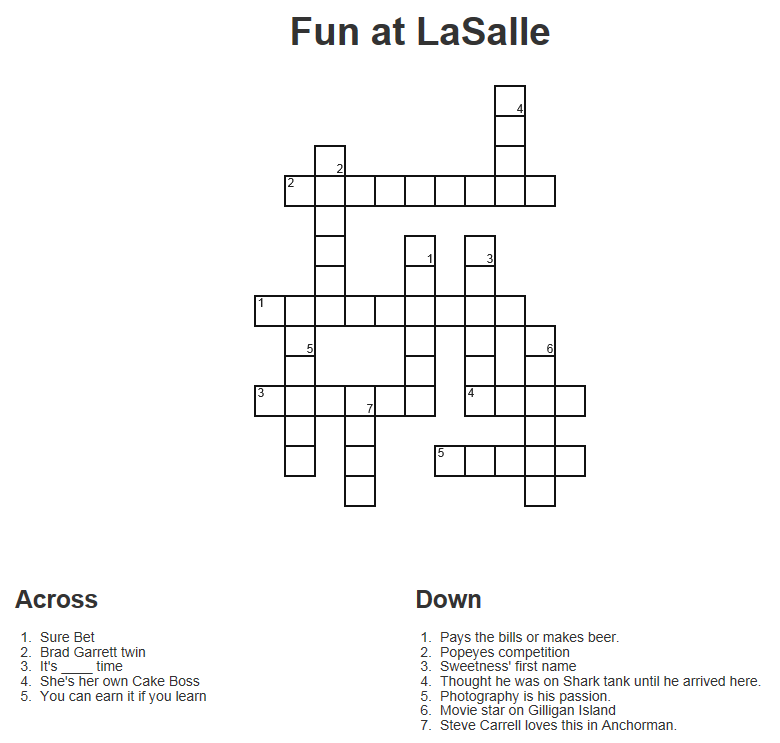 Fun at LaSalle
4
2
2
1
3
1
5
6
3
7
4
5
Across
1. Sure Bet
2. Brad Garrett twin
3. It's ____ time
4. She's her own Cake Boss
5. You can earn it if you learn
Down
1. Pays the bills or makes beer.
2. Popeyes competition
3. Sweetness' first name
4. Thought he was on Shark tank until he arrived here.
5. Photography is his passion.
6. Movie star on Gilligan Island
7. Steve Carrell loves this in Anchorman.